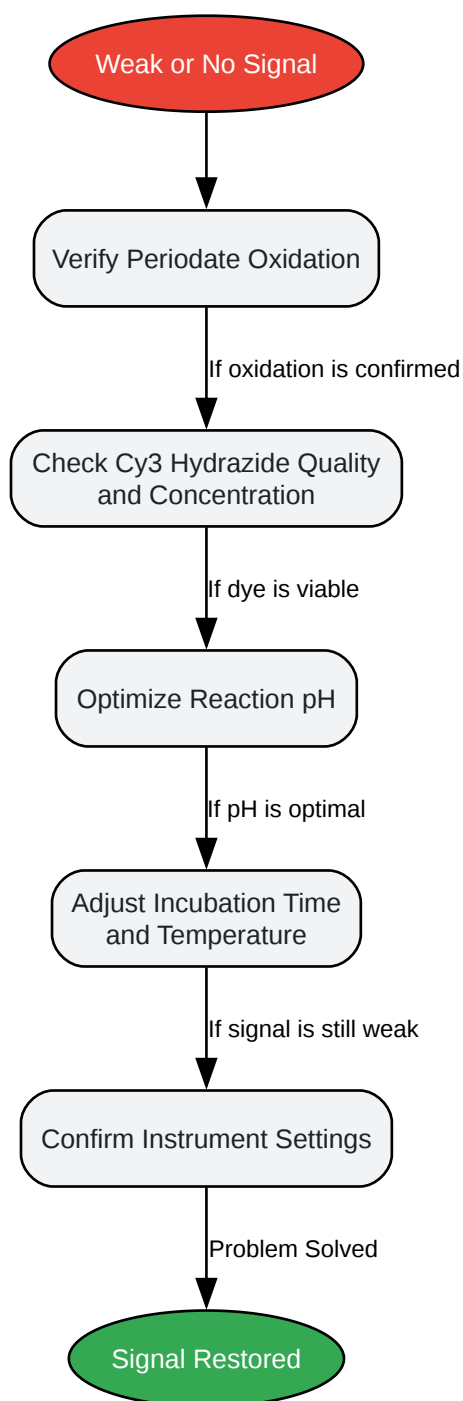 Weak or No Signal
Verify Periodate Oxidation
If oxidation is confirmed
Check Cy3 Hydrazide Quality
and Concentration
If dye is viable
Optimize Reaction pH
If pH is optimal
Adjust Incubation Time
and Temperature
If signal is still weak
Confirm Instrument Settings
Problem Solved
Signal Restored